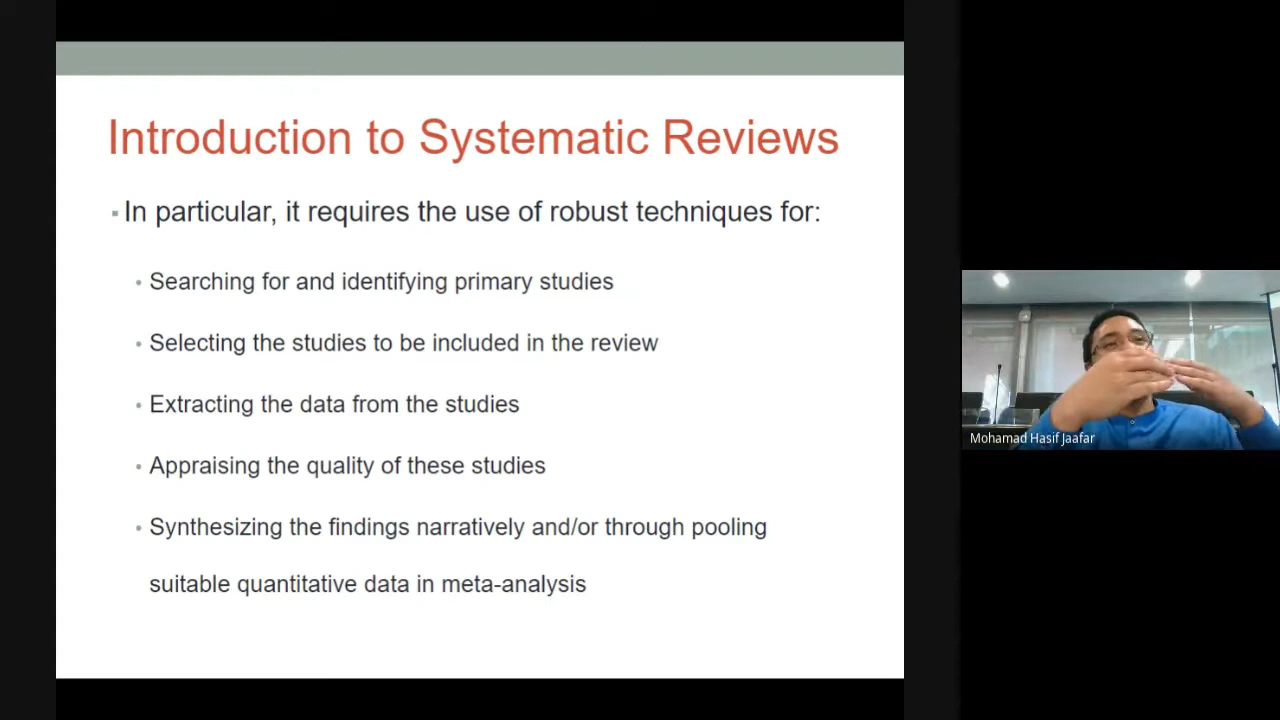 Introduction to Systematic Reviews
In particular, it requires the use of robust techniques for:
Searching for and identifying primary studies
Selecting the studies to be included in the review
Extracting the data from the studies
Appraising the quality of these studies
Synthesizing the findings narratively and/or through pooling
suitable quantitative data in meta-analysis
Mohamad Hasif Jaafar